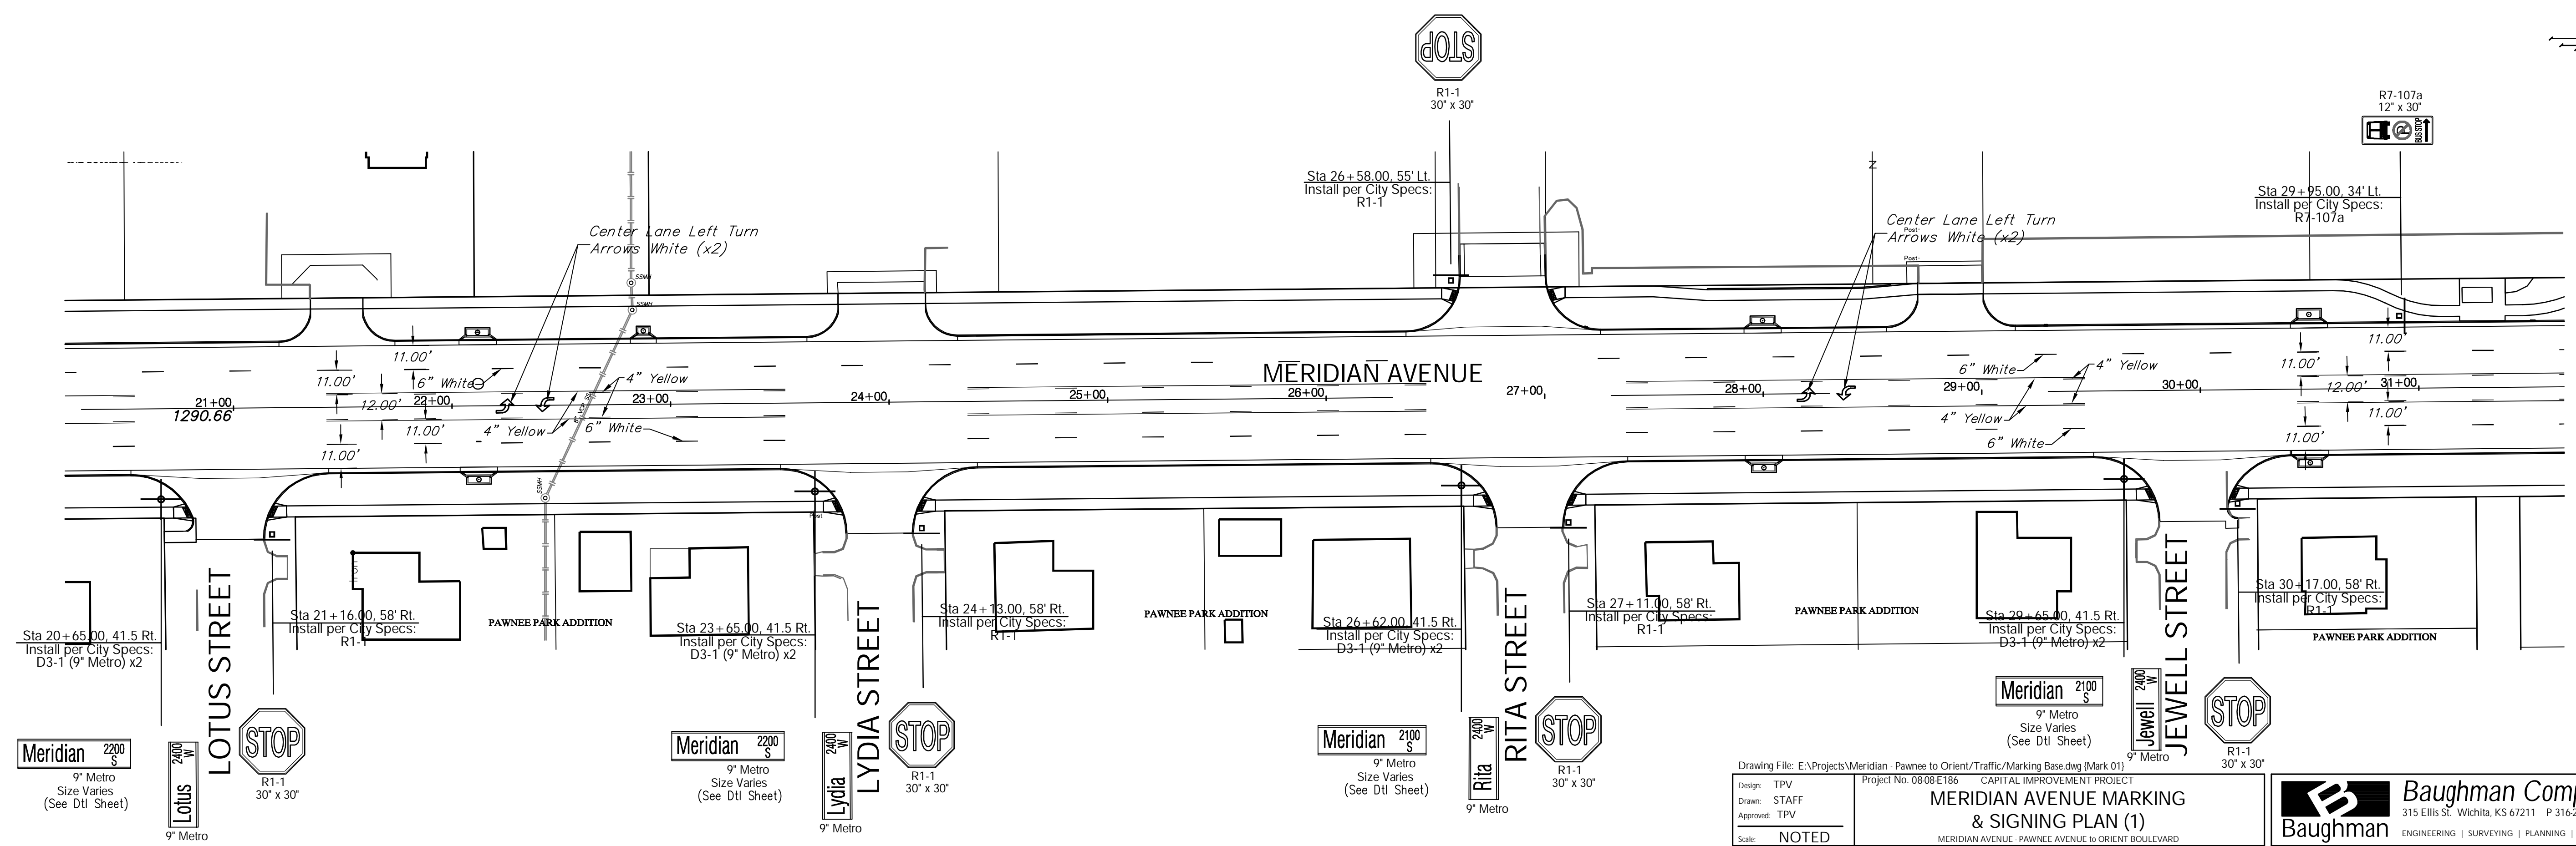 STOP
R1-1
30" x 30"
R7-107a
12" x 30"
BUS STOP
Sta 26+58.00, 55' Lt.
Install per City Specs:
R1-1
Sta 29+95.00, 34' Lt.
Install per City Specs:
R7-107a
Z
Center Lane Left Turn
Arrows White (x2)
Center Lane Left Turn
Arrows White (x2)
Post
Post
SSMH
SSMH
MERIDIAN AVENUE
11.00'
11.00'
12.00'
11.00'
11.00'
6" White
4" Yellow
4" Yellow
6" White
6" White
4" Yellow
4" Yellow
6" White
11.00'
11.00'
12.00'
11.00'
11.00'
21+00
22+00
23+00
24+00
25+00
26+00
27+00
28+00
29+00
30+00
31+00
1290.66
SSMH
Post
PAWNEE PARK ADDITION
PAWNEE PARK ADDITION
PAWNEE PARK ADDITION
PAWNEE PARK ADDITION
Sta 20+65.00, 41.5 Rt.
Install per City Specs:
D3-1 (9" Metro) x2
Sta 21+16.00, 58' Rt.
Install per City Specs:
R1-1
Sta 23+65.00, 41.5 Rt.
Install per City Specs:
D3-1 (9" Metro) x2
Sta 24+13.00, 58' Rt.
Install per City Specs:
R1-1
Sta 26+62.00, 41.5 Rt.
Install per City Specs:
D3-1 (9" Metro) x2
Sta 27+11.00, 58' Rt.
Install per City Specs:
R1-1
Sta 29+65.00, 41.5 Rt.
Install per City Specs:
D3-1 (9" Metro) x2
Sta 30+17.00, 58' Rt.
Install per City Specs:
R1-1
LOTUS STREET
LYDIA STREET
RITA STREET
JEWELL STREET
Meridian 2200 S
9" Metro
Size Varies
(See Dtl Sheet)
Lotus 2400 W
9" Metro
STOP
R1-1
30" x 30"
Meridian 2200 S
9" Metro
Size Varies
(See Dtl Sheet)
Lydia 2400 W
9" Metro
STOP
R1-1
30" x 30"
Meridian 2100 S
9" Metro
Size Varies
(See Dtl Sheet)
Rita 2400 W
9" Metro
STOP
R1-1
30" x 30"
Meridian 2100 S
9" Metro
Size Varies
(See Dtl Sheet)
Jewell 2400 W
9" Metro
STOP
R1-1
30" x 30"
Drawing File: E:\Projects\Meridian - Pawnee to Orient/Traffic/Marking Base.dwg {Mark 01}
Design: TPV
Drawn: STAFF
Approved: TPV
Scale: NOTED
Project No. 08-08-E186 CAPITAL IMPROVEMENT PROJECT
MERIDIAN AVENUE MARKING
& SIGNING PLAN (1)
MERIDIAN AVENUE - PAWNEE AVENUE to ORIENT BOULEVARD
B
Baughman
Baughman Comp
315 Ellis St. Wichita, KS 67211 P 316-2
ENGINEERING | SURVEYING | PLANNING |